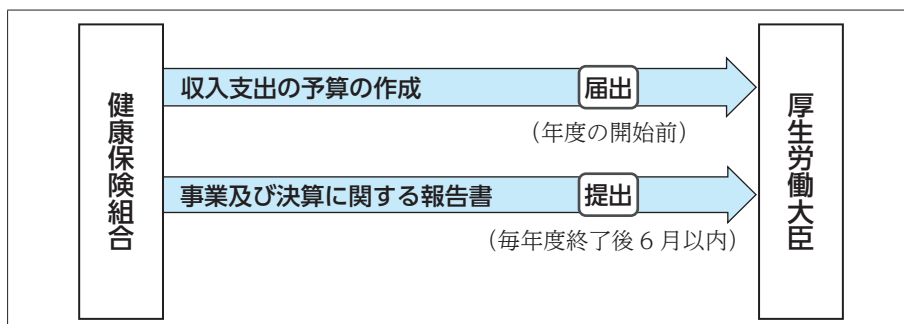 健康保険組合
収入支出の予算の作成
届出
（年度の開始前）
事業及び決算に関する報告書
提出
（毎年度終了後６月以内）
厚生労働大臣